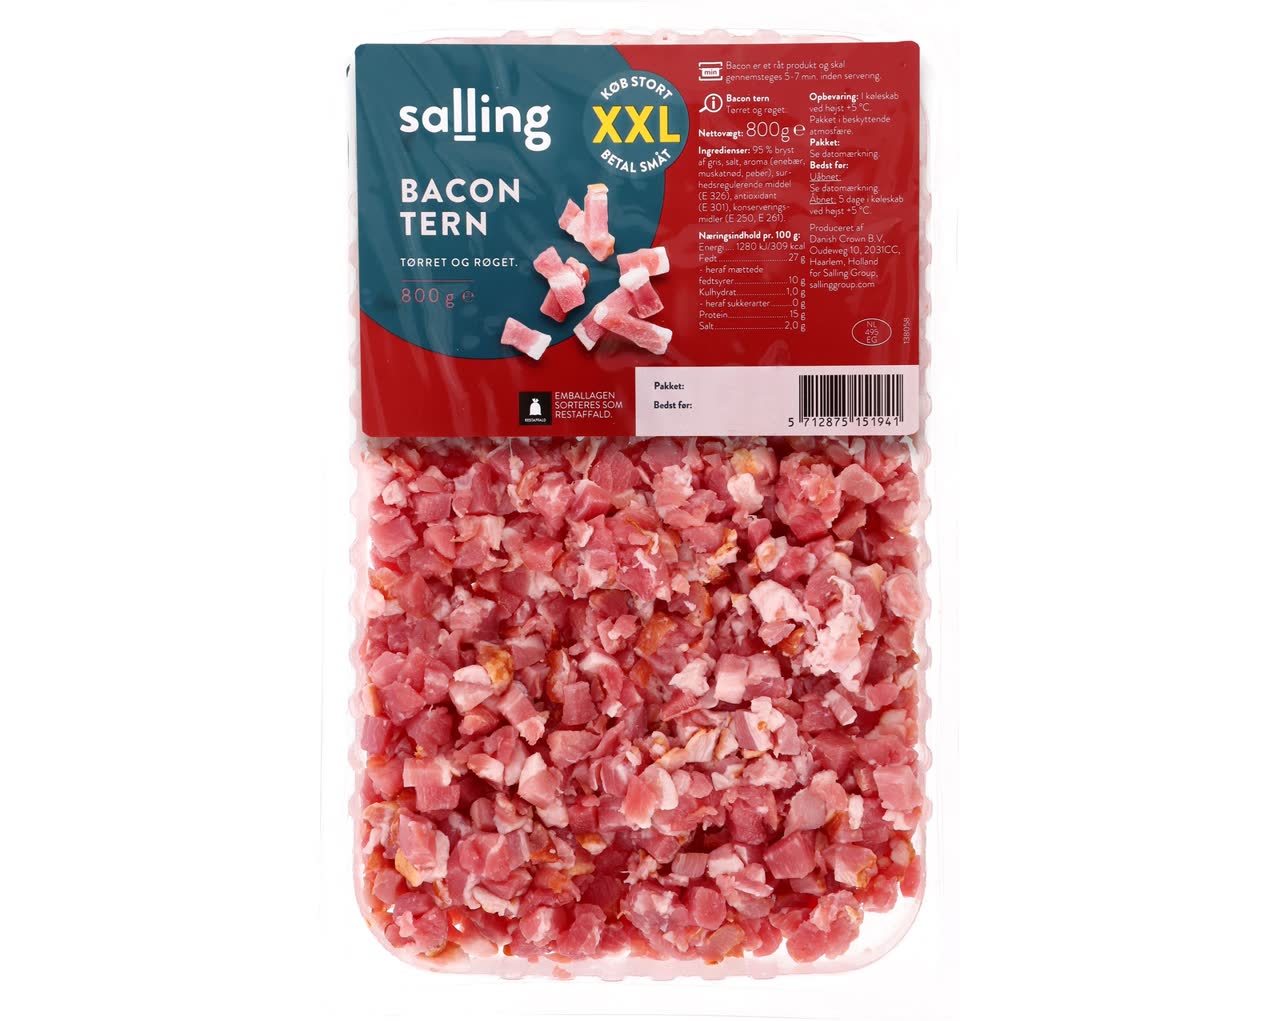 salling
KØB STORT
XXL
BETAL SMÅT
BACON
TERN
TØRRET OG RØGET.
800 g e
min
Bacon er et råt produkt og skal
gennemsteges 5-7 min. inden servering.
Bacon tern
Tørret og røget.
Nettovægt: 800g e
Ingredienser: 95 % bryst
af gris, salt, aroma (enebær,
muskatnød, peber), sur-
hedsregulerende middel
(E 326), antioxidant
(E 301), konserverings-
midler (E 250, E 261).
Næringsindhold pr. 100 g:
Energi.... 1280 kJ/309 kcal
Fedt 27 g
- heraf mættede
fedtsyrer 10 g
Kulhydrat 1,0 g
- heraf sukkerarter 0 g
Protein 15 g
Salt 2,0 g
Opbevaring: I køleskab
ved højst +5 °C.
Pakket i beskyttende
atmosfære.
Pakket:
Se datomærkning.
Bedst før:
Uåbnet:
Se datomærkning.
Åbnet: 5 dage i køleskab
ved højst +5 °C.
Produceret af
Danish Crown B.V.,
Oudeweg 10, 2031CC,
Haarlem, Holland
for Salling Group,
sallinggroup.com
NL
495
EG
138058
RESTAFFALD
EMBALLAGEN
SORTERES SOM
RESTAFFALD.
Pakket:
Bedst før:
5 712875 151941